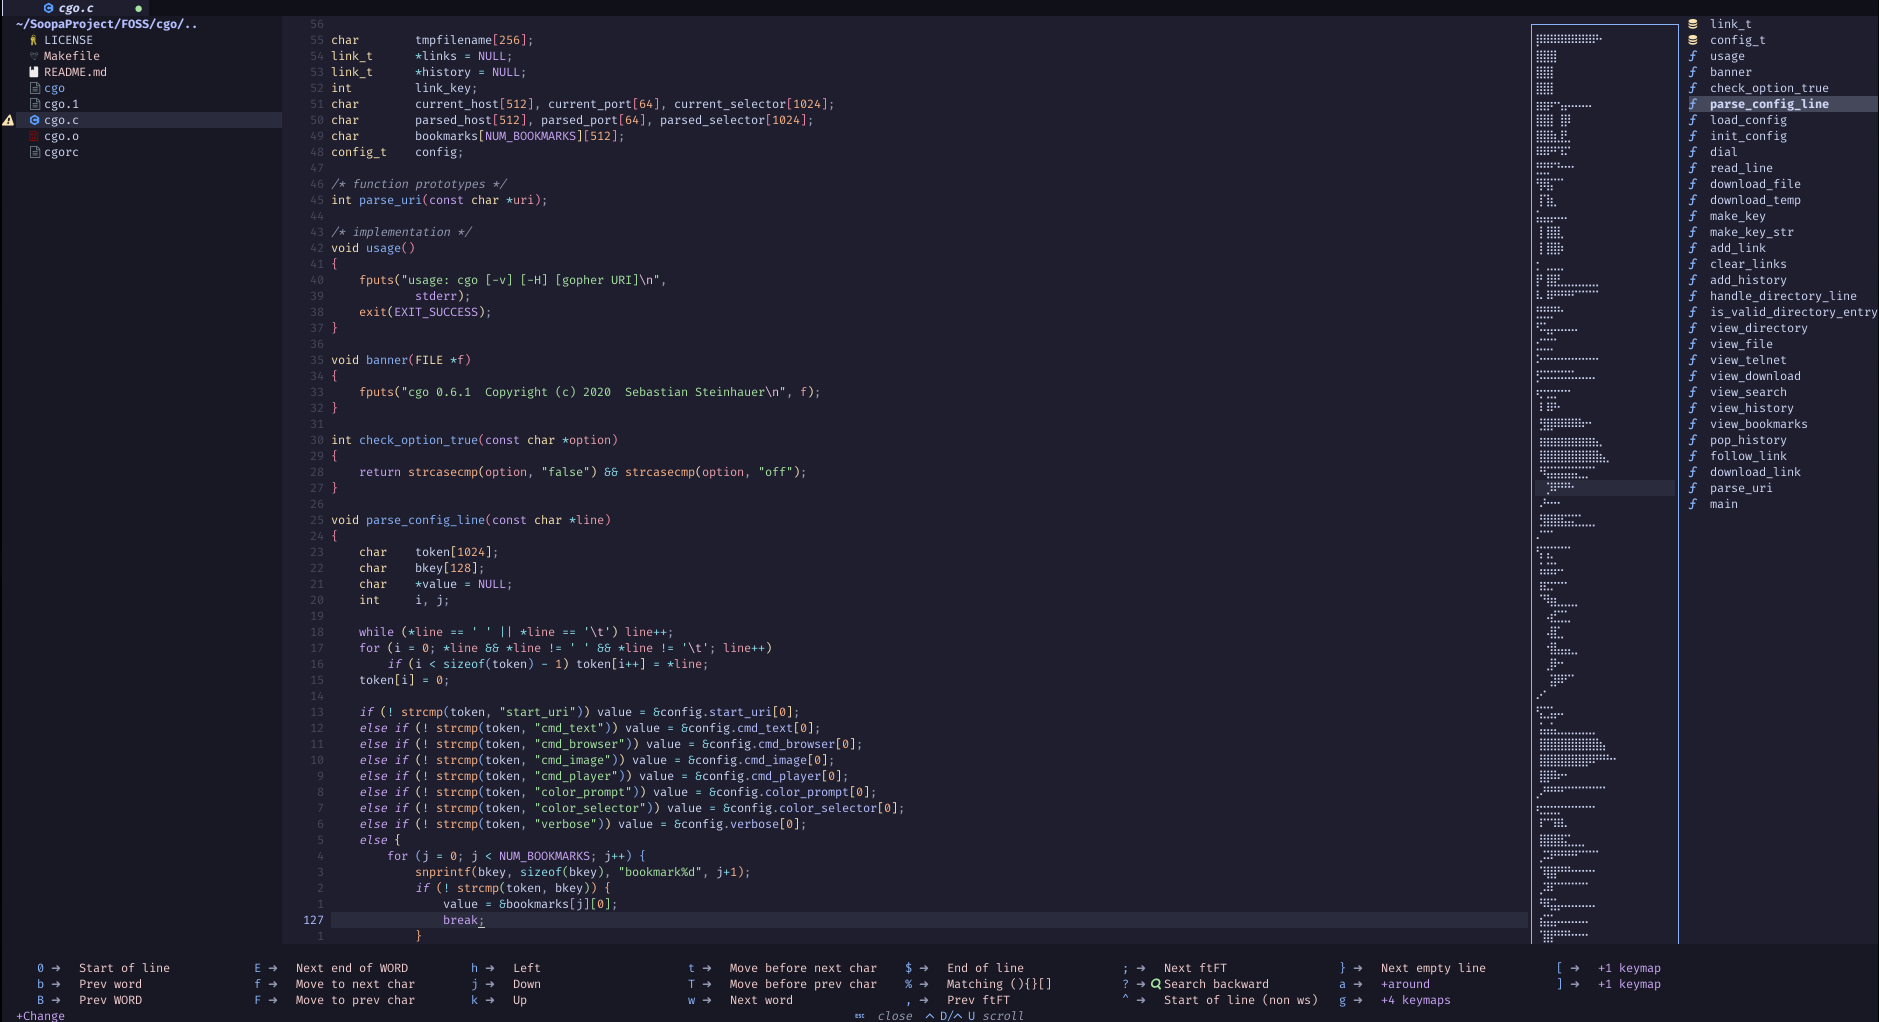 cgo.c
~/SoopaProject/FOSS/cgo/..
LICENSE
Makefile
README.md
cgo
cgo.1
cgo.c
cgo.o
cgorc
56
55 char        tmpfilename[256];
54 link_t      *links = NULL;
53 link_t      *history = NULL;
52 int         link_key;
51 char        current_host[512], current_port[64], current_selector[1024];
50 char        parsed_host[512], parsed_port[64], parsed_selector[1024];
49 char        bookmarks[NUM_BOOKMARKS][512];
48 config_t    config;
47
46 /* function prototypes */
45 int parse_uri(const char *uri);
44
43 /* implementation */
42 void usage()
41 {
40     fputs("usage: cgo [-v] [-H] [gopher URI]\n",
39             stderr);
38     exit(EXIT_SUCCESS);
37 }
36
35 void banner(FILE *f)
34 {
33     fputs("cgo 0.6.1  Copyright (c) 2020  Sebastian Steinhauer\n", f);
32 }
31
30 int check_option_true(const char *option)
29 {
28     return strcasecmp(option, "false") && strcasecmp(option, "off");
27 }
26
25 void parse_config_line(const char *line)
24 {
23     char    token[1024];
22     char    bkey[128];
21     char    *value = NULL;
20     int     i, j;
19
18     while (*line == ' ' || *line == '\t') line++;
17     for (i = 0; *line && *line != ' ' && *line != '\t'; line++)
16         if (i < sizeof(token) - 1) token[i++] = *line;
15     token[i] = 0;
14
13     if (! strcmp(token, "start_uri")) value = &config.start_uri[0];
12     else if (! strcmp(token, "cmd_text")) value = &config.cmd_text[0];
11     else if (! strcmp(token, "cmd_browser")) value = &config.cmd_browser[0];
10     else if (! strcmp(token, "cmd_image")) value = &config.cmd_image[0];
9     else if (! strcmp(token, "cmd_player")) value = &config.cmd_player[0];
8     else if (! strcmp(token, "color_prompt")) value = &config.color_prompt[0];
7     else if (! strcmp(token, "color_selector")) value = &config.color_selector[0];
6     else if (! strcmp(token, "verbose")) value = &config.verbose[0];
5     else {
4         for (j = 0; j < NUM_BOOKMARKS; j++) {
3             snprintf(bkey, sizeof(bkey), "bookmark%d", j+1);
2             if (! strcmp(token, bkey)) {
1                 value = &bookmarks[j][0];
127                 break;
1             }
link_t
config_t
usage
banner
check_option_true
parse_config_line
load_config
init_config
dial
read_line
download_file
download_temp
make_key
make_key_str
add_link
clear_links
add_history
handle_directory_line
is_valid_directory_entry
view_directory
view_file
view_telnet
view_download
view_search
view_history
view_bookmarks
pop_history
follow_link
download_link
parse_uri
main
0 → Start of line   E → Next end of WORD   h → Left   t → Move before next char   $ → End of line   ; → Next ftFT   } → Next empty line   [ → +1 keymap
b → Prev word   f → Move to next char   j → Down   T → Move before prev char   % → Matching (){}[]   ? → Search backward   a → +around   ] → +1 keymap
B → Prev WORD   F → Move to prev char   k → Up   w → Next word   , → Prev ftFT   ^ → Start of line (non ws)   g → +4 keymaps
+Change   ESC close   ^ D/^ U scroll